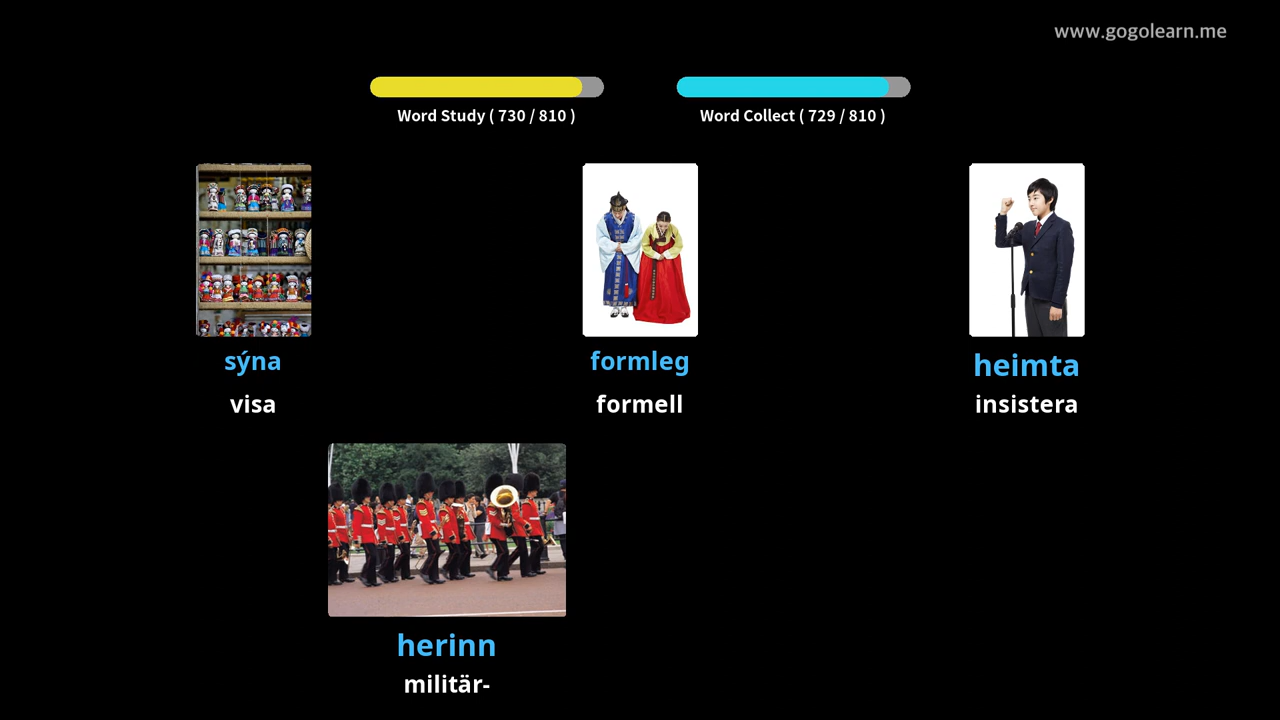 www.gogolearn.me
Word Study ( 730 / 810 )
Word Collect ( 729 / 810 )
sýna
visa
formleg
formell
heimta
insistera
herinn
militär-